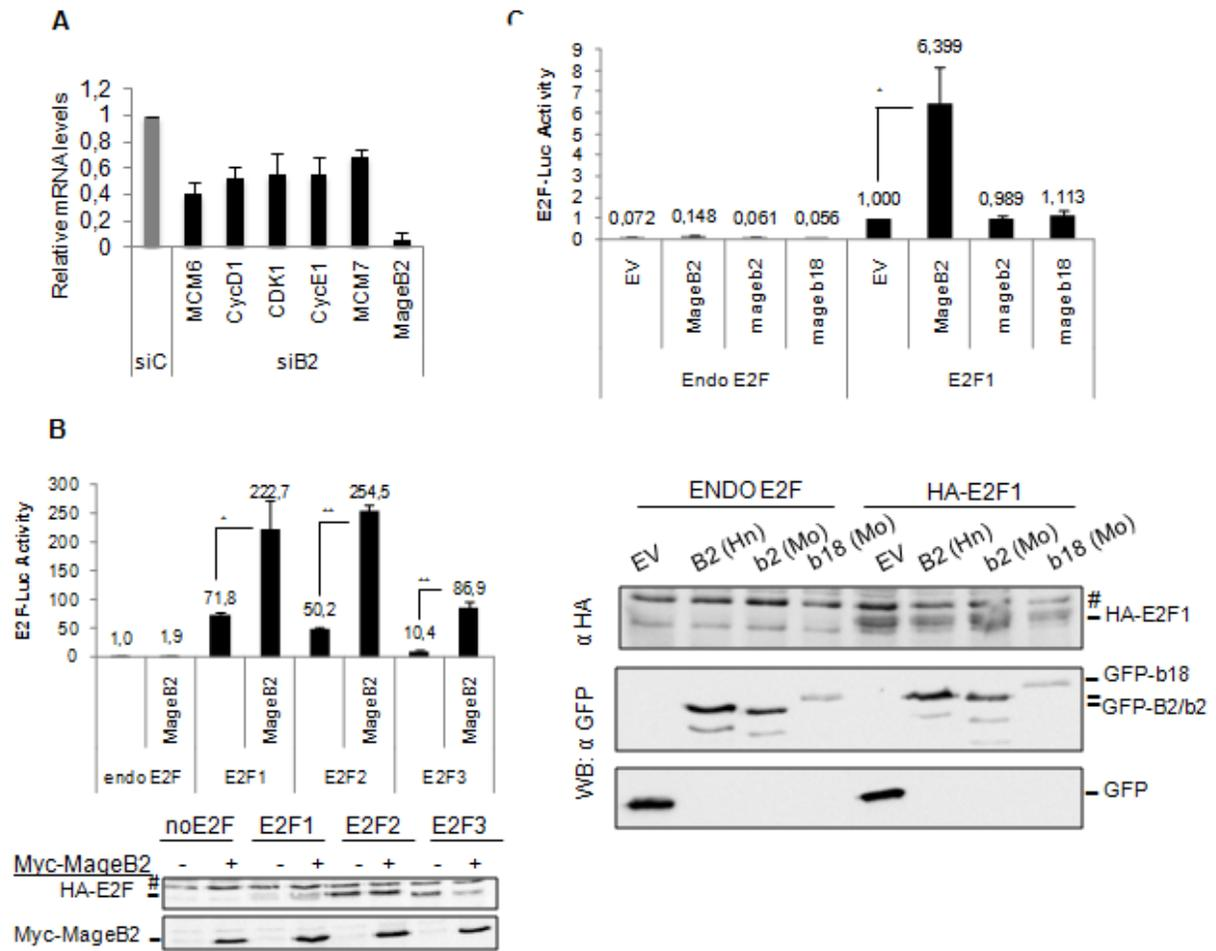 A
Relative mRNA levels
1,2
1
0,8
0,6
0,4
0,2
0
MCM6
CycD1
CDK1
CycE1
MCM7
MageB2
siC
siB2
B
E2F-Luc Activity
300
250
200
150
100
50
0
1,0
1,9
71,8
222,7
50,2
254,5
10,4
86,9
MageB2
MageB2
MageB2
MageB2
endo E2F
E2F1
E2F2
E2F3
noE2F E2F1 E2F2 E2F3
Myc-MageB2 - + - + - + - +
HA-E2F #
Myc-MageB2
E2F-Luc Activity
9
8
7
6
5
4
3
2
1
0
0,072
0,148
0,061
0,056
1,000
6,399
0,989
1,113
EV
MageB2
mageb2
mageb18
EV
MageB2
mageb2
mageb18
Endo E2F
E2F1
ENDO E2F HA-E2F1
EV B2 (Hn) b2 (Mo) b18 (Mo) EV B2 (Hn) b2 (Mo) b18 (Mo)
α HA
#
HA-E2F1
WB: α GFP
GFP-b18
GFP-B2/b2
GFP